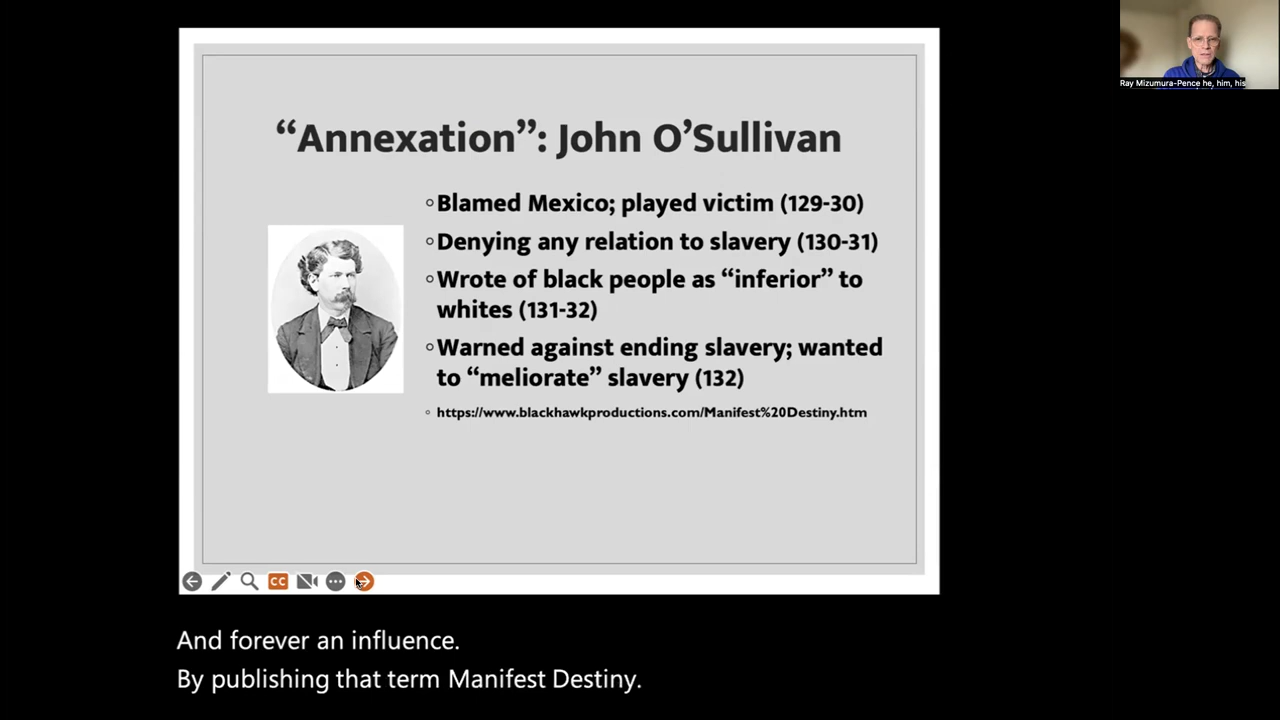 “Annexation”: John O’Sullivan
◦Blamed Mexico; played victim (129-30)
◦Denying any relation to slavery (130-31)
◦Wrote of black people as “inferior” to
whites (131-32)
◦Warned against ending slavery; wanted
to “meliorate” slavery (132)
◦ https://www.blackhawkproductions.com/Manifest%20Destiny.htm
CC
And forever an influence.
By publishing that term Manifest Destiny.
Ray Mizumura-Pence he, him, his